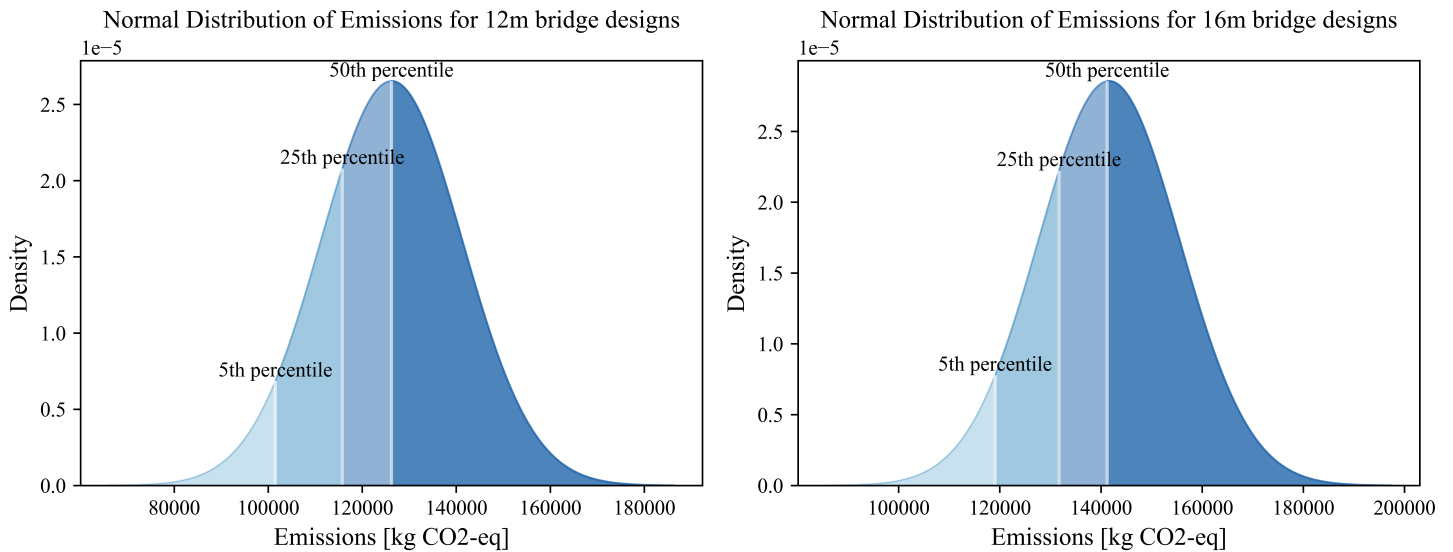 Normal Distribution of Emissions for 12m bridge designs
1e−5
50th percentile
25th percentile
5th percentile
Density
2.5
2.0
1.5
1.0
0.5
0.0
80000 100000 120000 140000 160000 180000
Emissions [kg CO2-eq]
Normal Distribution of Emissions for 16m bridge designs
1e−5
50th percentile
25th percentile
5th percentile
Density
2.5
2.0
1.5
1.0
0.5
0.0
100000 120000 140000 160000 180000 200000
Emissions [kg CO2-eq]